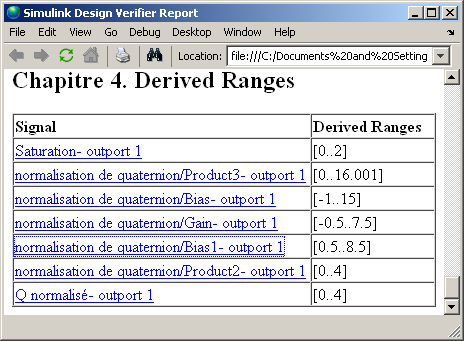 Simulink Design Verifier Report
File Edit View Go Debug Desktop Window Help
Location: file:///C:/Documents%20and%20Setting
Chapitre 4. Derived Ranges
Signal Derived Ranges
Saturation- outport 1 [0..2]
normalisation de quaternion/Product3- outport 1 [0..16.001]
normalisation de quaternion/Bias- outport 1 [-1..15]
normalisation de quaternion/Gain- outport 1 [-0.5..7.5]
normalisation de quaternion/Bias1- outport 1 [0.5..8.5]
normalisation de quaternion/Product2- outport 1 [0..4]
Q normalisé- outport 1 [0..4]